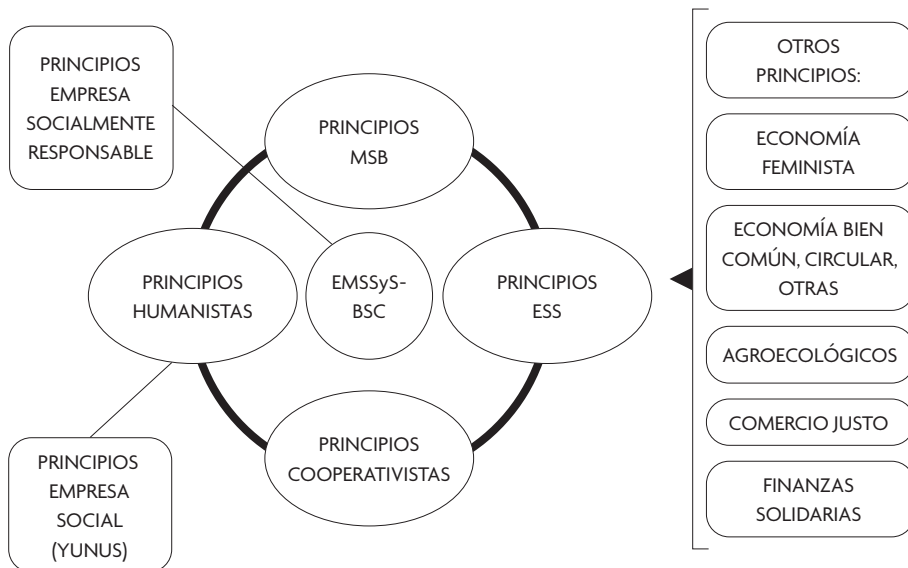 PRINCIPIOS
EMPRESA
SOCIALMENTE
RESPONSABLE
PRINCIPIOS
MSB
PRINCIPIOS
HUMANISTAS
EMSSyS-
BSC
PRINCIPIOS
ESS
PRINCIPIOS
COOPERATIVISTAS
PRINCIPIOS
EMPRESA
SOCIAL
(YUNUS)
OTROS
PRINCIPIOS:
ECONOMÍA
FEMINISTA
ECONOMÍA BIEN
COMÚN, CIRCULAR,
OTRAS
AGROECOLÓGICOS
COMERCIO JUSTO
FINANZAS
SOLIDARIAS